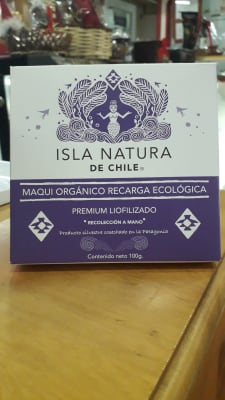 ISLA NATURA
DE CHILE®
MAQUI ORGÁNICO RECARGA ECOLÓGICA
PREMIUM LIOFILIZADO
"RECOLECCIÓN A MANO"
Producto silvestre cosechado en la Patagonia
Contenido neto 100g.